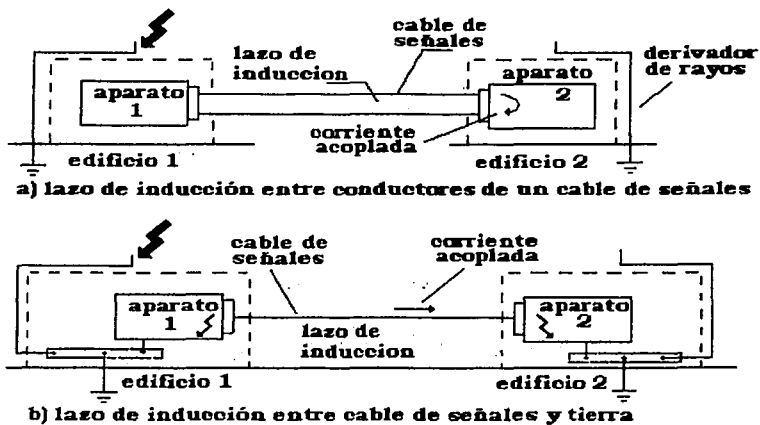 cable de
señales
lazo de
induccion
derivador
de rayos
aparato
1
aparato
2
corriente
acoplada
edificio 1
edificio 2
a) lazo de inducción entre conductores de un cable de señales
cable de
señales
corriente
acoplada
aparato
1
aparato
2
lazo de
induccion
edificio 1
edificio 2
b) lazo de inducción entre cable de señales y tierra